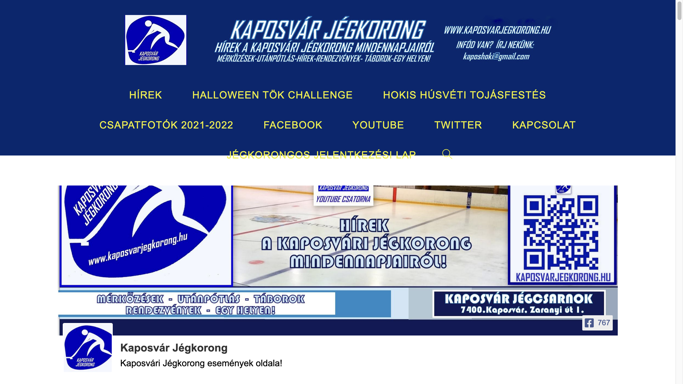 KAPOSVÁR
JÉGKORONG
KAPOSVÁR JÉGKORONG
HÍREK A KAPOSVÁRI JÉGKORONG MINDENNAPJAIRÓL
MÉRKŐZÉSEK-UTÁNPÓTLÁS-HÍREK-RENDEZVÉNYEK- TÁBOROK-EGY HELYEN!
WWW.KAPOSVARJEGKORONG.HU
INFÓD VAN? ÍRJ NEKÜNK:
kaposhoki@gmail.com
HÍREK
HALLOWEEN TÖK CHALLENGE
HOKIS HÚSVÉTI TOJÁSFESTÉS
CSAPATFOTÓK 2021-2022
FACEBOOK
YOUTUBE
TWITTER
KAPCSOLAT
JÉGKORONGOS JELENTKEZÉSI LAP
KAPOSVÁR
JÉGKORONG
www.kaposvarjegkorong.hu
KAPOSVÁR JÉGKORONG
YOUTUBE CSATORNA
HÍREK
A KAPOSVÁRI JÉGKORONG
MINDENNAPJAIRÓL!
KAPOSVARJEGKORONG.HU
MÉRKŐZÉSEK - UTÁNPÓTLÁS - TÁBOROK
RENDEZVÉNYEK - EGY HELYEN!
KAPOSVÁR JÉGCSARNOK
7400.Kaposvár, Zaranyi út 1.
767
Kaposvár Jégkorong
Kaposvári Jégkorong események oldala!